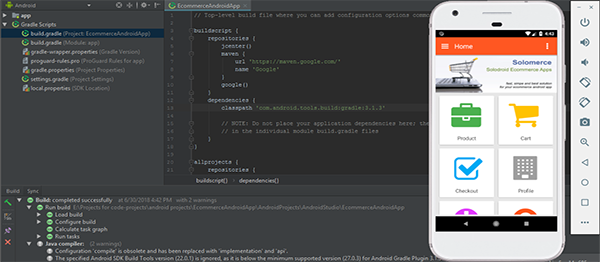 Android
app
Gradle Scripts
build.gradle (Project: EcommerceAndroidApp)
build.gradle (Module: app)
gradle-wrapper.properties (Gradle Version)
proguard-rules.pro (ProGuard Rules for app)
gradle.properties (Project Properties)
settings.gradle (Project Settings)
local.properties (SDK Location)
EcommerceAndroidApp
// Top-level build file where you can add configuration options commo
buildscript {
repositories {
jcenter()
maven {
url 'https://maven.google.com/'
name 'Google'
}
google()
}
dependencies {
classpath 'com.android.tools.build:gradle:3.1.3'
// NOTE: Do not place your application dependencies here; the
// in the individual module build.gradle files
}
}
allprojects {
repositories {
buildscript()
dependencies()
4:42
Home
Solomerce
Solodroid Ecommerce Apps
Fast, simple and best solution
for your ecommerce android app
Product
Cart
Checkout
Profile
Build
Sync
Build: completed successfully at 8/30/2018 4:42 PM with 2 warnings
Run build E:\Projects for code projects\android projects\EcommerceAndroidApp\AndroidProjects\AndroidStudio\EcommerceAndroidApp
Load build
Configure build
Calculate task graph
Run tasks
Java compiler: (2 warnings)
Configuration 'compile' is obsolete and has been replaced with 'implementation' and 'api'.
The specified Android SDK Build Tools version (22.0.1) is ignored, as it is below the minimum supported version (27.0.3) for Android Gradle Plugin 3.1